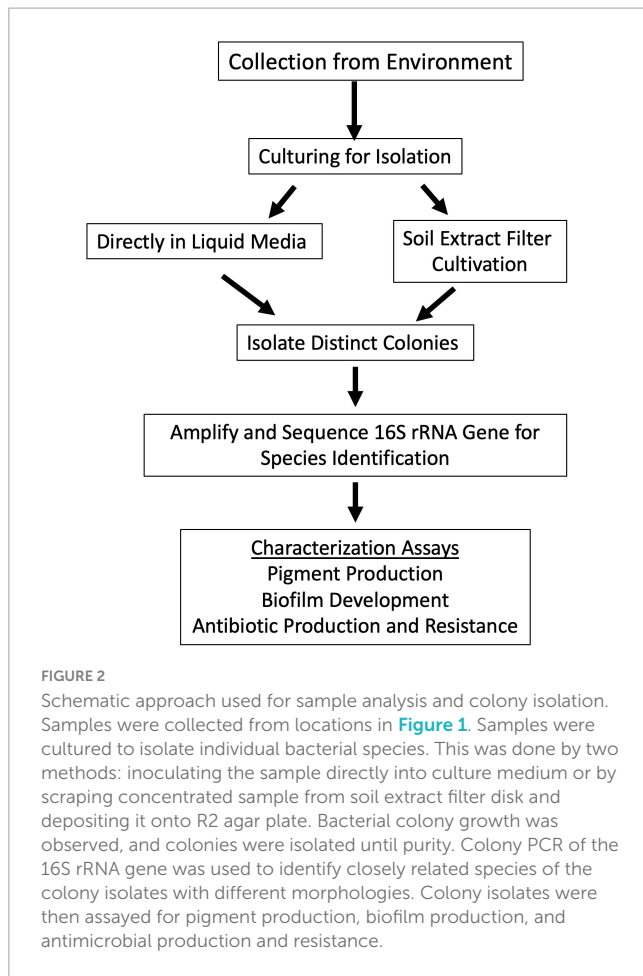 Collection from Environment
Culturing for Isolation
Directly in Liquid Media
Soil Extract Filter
Cultivation
Isolate Distinct Colonies
Amplify and Sequence 16S rRNA Gene for
Species Identification
Characterization Assays
Pigment Production
Biofilm Development
Antibiotic Production and Resistance
FIGURE 2
Schematic approach used for sample analysis and colony isolation.
Samples were collected from locations in Figure 1. Samples were
cultured to isolate individual bacterial species. This was done by two
methods: inoculating the sample directly into culture medium or by
scraping concentrated sample from soil extract filter disk and
depositing it onto R2 agar plate. Bacterial colony growth was
observed, and colonies were isolated until purity. Colony PCR of the
16S rRNA gene was used to identify closely related species of the
colony isolates with different morphologies. Colony isolates were
then assayed for pigment production, biofilm production, and
antimicrobial production and resistance.